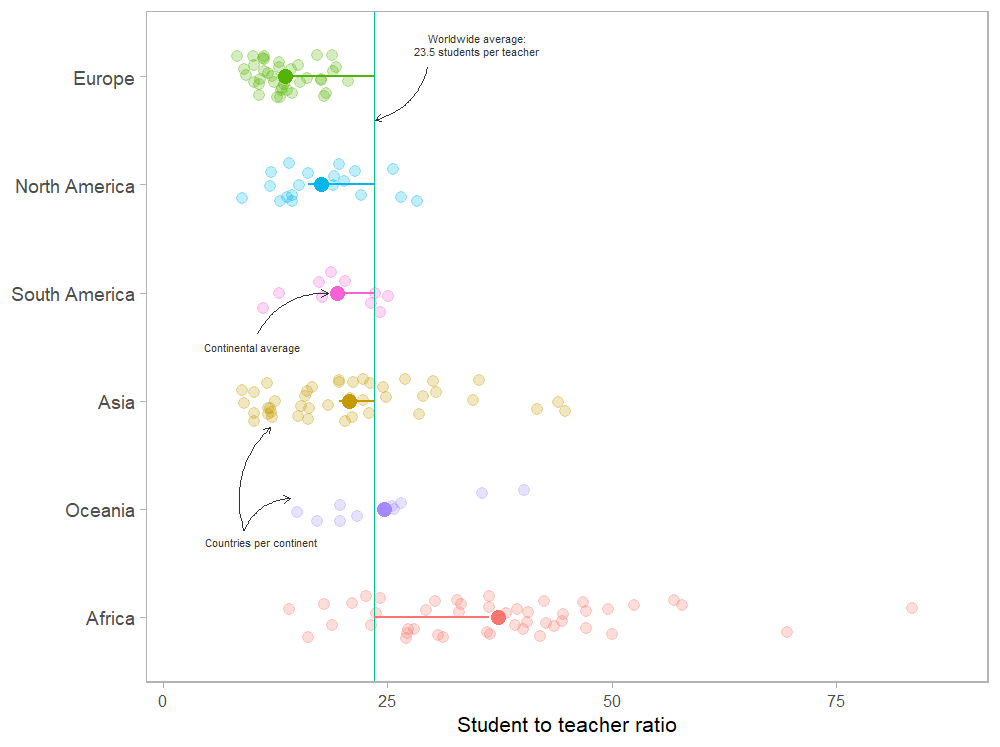 Worldwide average:
23.5 students per teacher
Europe
North America
South America
Continental average
Asia
Oceania
Countries per continent
Africa
0
25
50
75
Student to teacher ratio